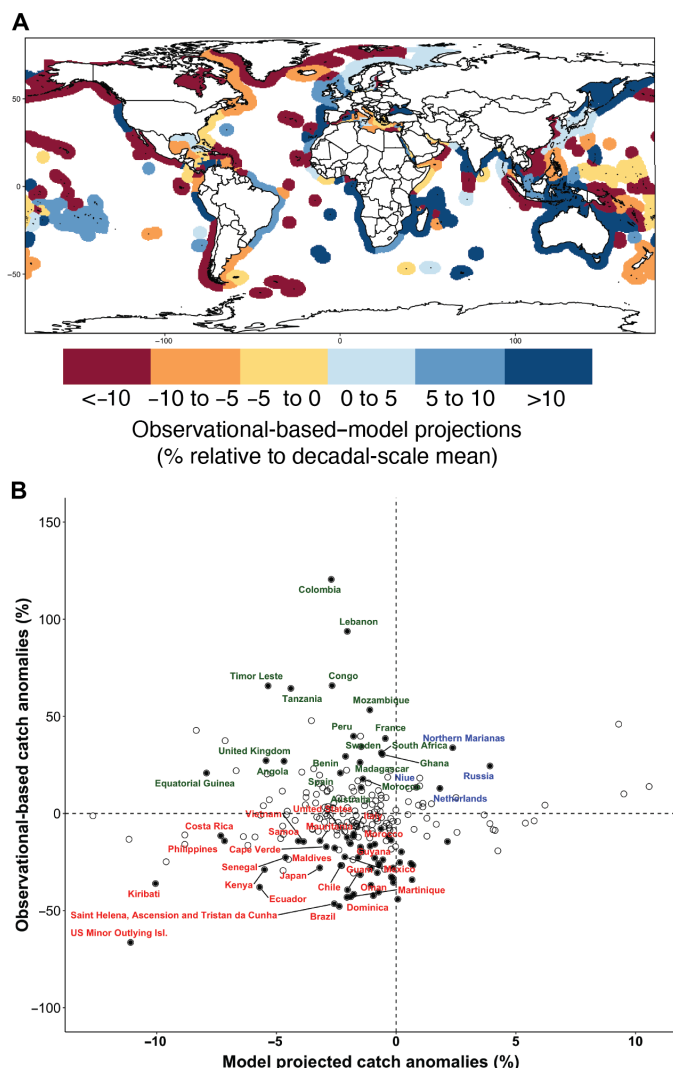 A
50
0
−50
−100
0
100
<−10
−10 to −5
−5 to 0
0 to 5
5 to 10
>10
Observational-based–model projections
(% relative to decadal-scale mean)
B
150
100
50
0
−50
−100
Observational-based catch anomalies (%)
Colombia
Lebanon
Timor Leste
Congo
Tanzania
Mozambique
Peru
France
Northern Marianas
United Kingdom
Sweden
South Africa
Ghana
Angola
Benin
Madagascar
Russia
Equatorial Guinea
Spain
Niue
Morocco
Australia
Netherlands
United States
Vietnam
Costa Rica
Samoa
Mauritania
Morocco
Philippines
Cape Verde
Maldives
Guyana
Senegal
Japan
Guam
Mexico
Kiribati
Kenya
Chile
Oman
Martinique
Ecuador
Saint Helena, Ascension and Tristan da Cunha
Brazil
Dominica
US Minor Outlying Isl.
−10
−5
0
5
10
Model projected catch anomalies (%)